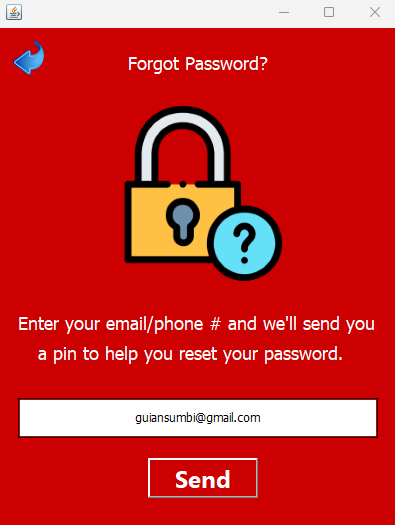 Forgot Password?
?
Enter your email/phone # and we'll send you
a pin to help you reset your password.
guiansumbi@gmail.com
Send